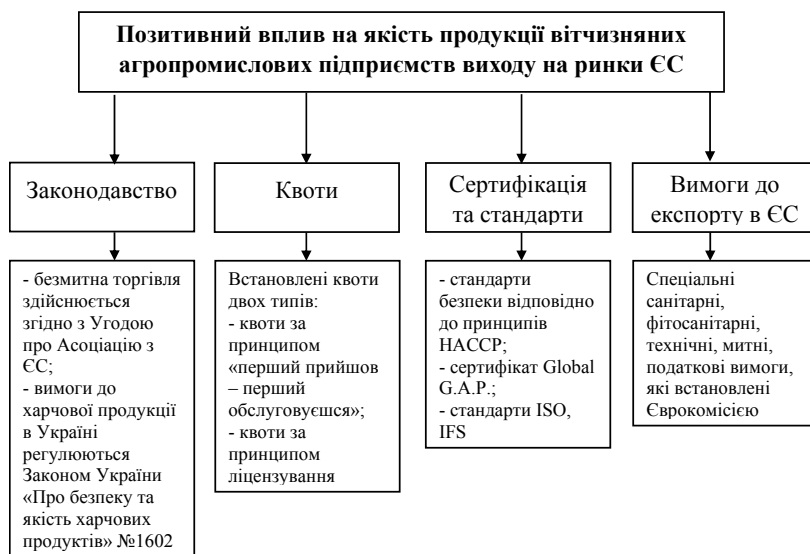 Позитивний вплив на якість продукції вітчизняних
агропромислових підприємств виходу на ринки ЄС
Законодавство
Квоти
Сертифікація
та стандарти
Вимоги до
експорту в ЄС
- безмитна торгівля
здійснюється
згідно з Угодою
про Асоціацію з
ЄС;
- вимоги до
харчової продукції
в Україні
регулюються
Законом України
«Про безпеку та
якість харчових
продуктів» №1602
Встановлені квоти
двох типів:
- квоти за
принципом
«перший прийшов
– перший
обслуговуєшся»;
- квоти за
принципом
ліцензування
- стандарти
безпеки відповідно
до принципів
HACCP;
- сертифікат Global
G.A.P.;
- стандарти ISO,
IFS
Спеціальні
санітарні,
фітосанітарні,
технічні, митні,
податкові вимоги,
які встановлені
Єврокомісією